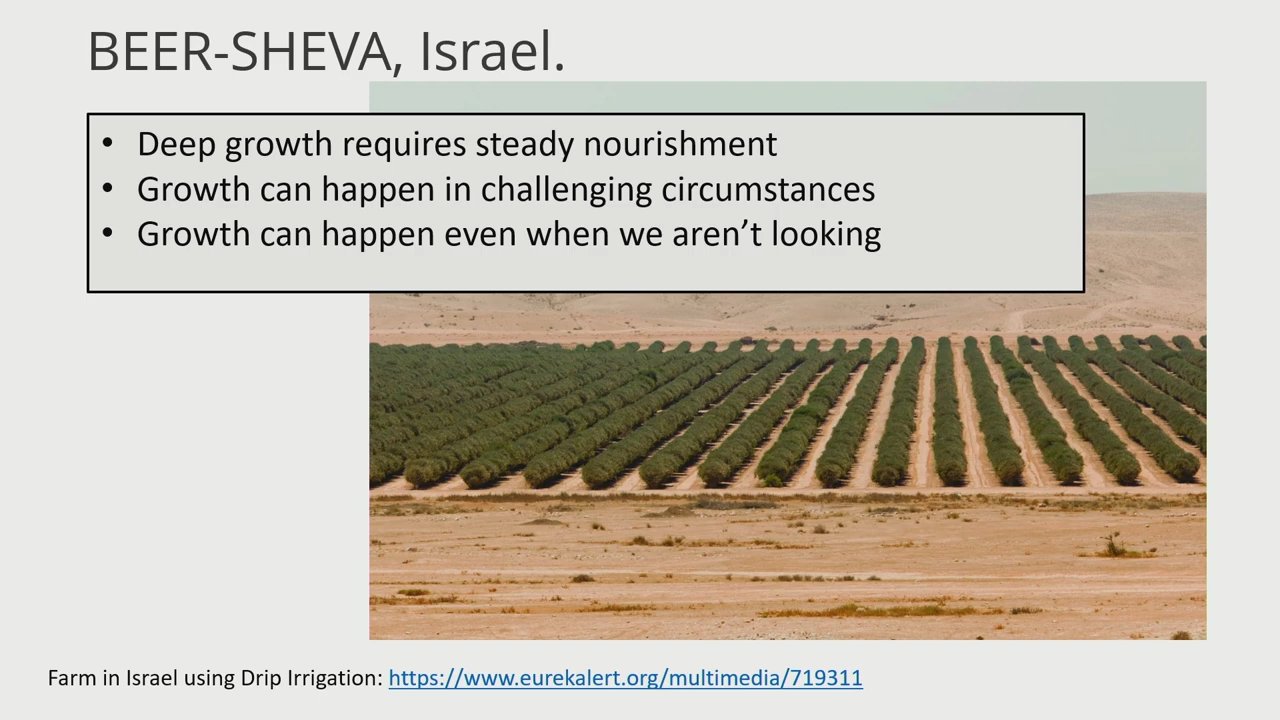 BEER-SHEVA, Israel.
• Deep growth requires steady nourishment
• Growth can happen in challenging circumstances
• Growth can happen even when we aren’t looking
Farm in Israel using Drip Irrigation: https://www.eurekalert.org/multimedia/719311